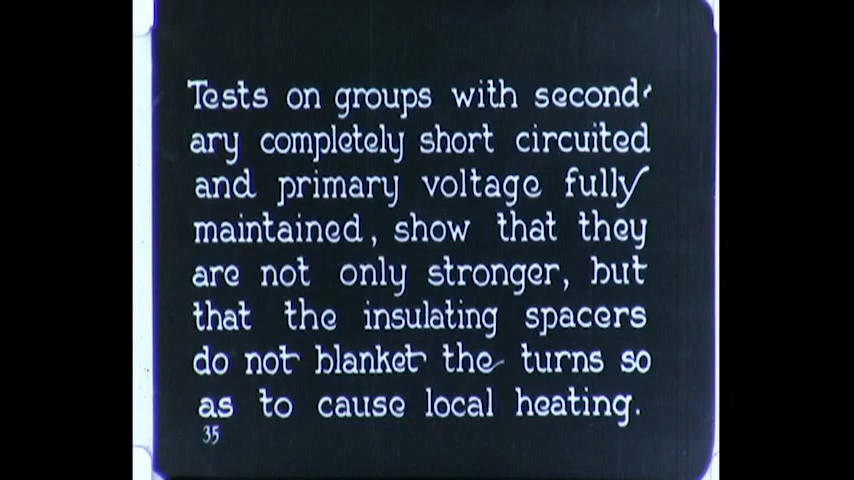 Tests on groups with second-
ary completely short circuited
and primary voltage fully
maintained, show that they
are not only stronger, but
that the insulating spacers
do not blanket the turns so
as to cause local heating.
35